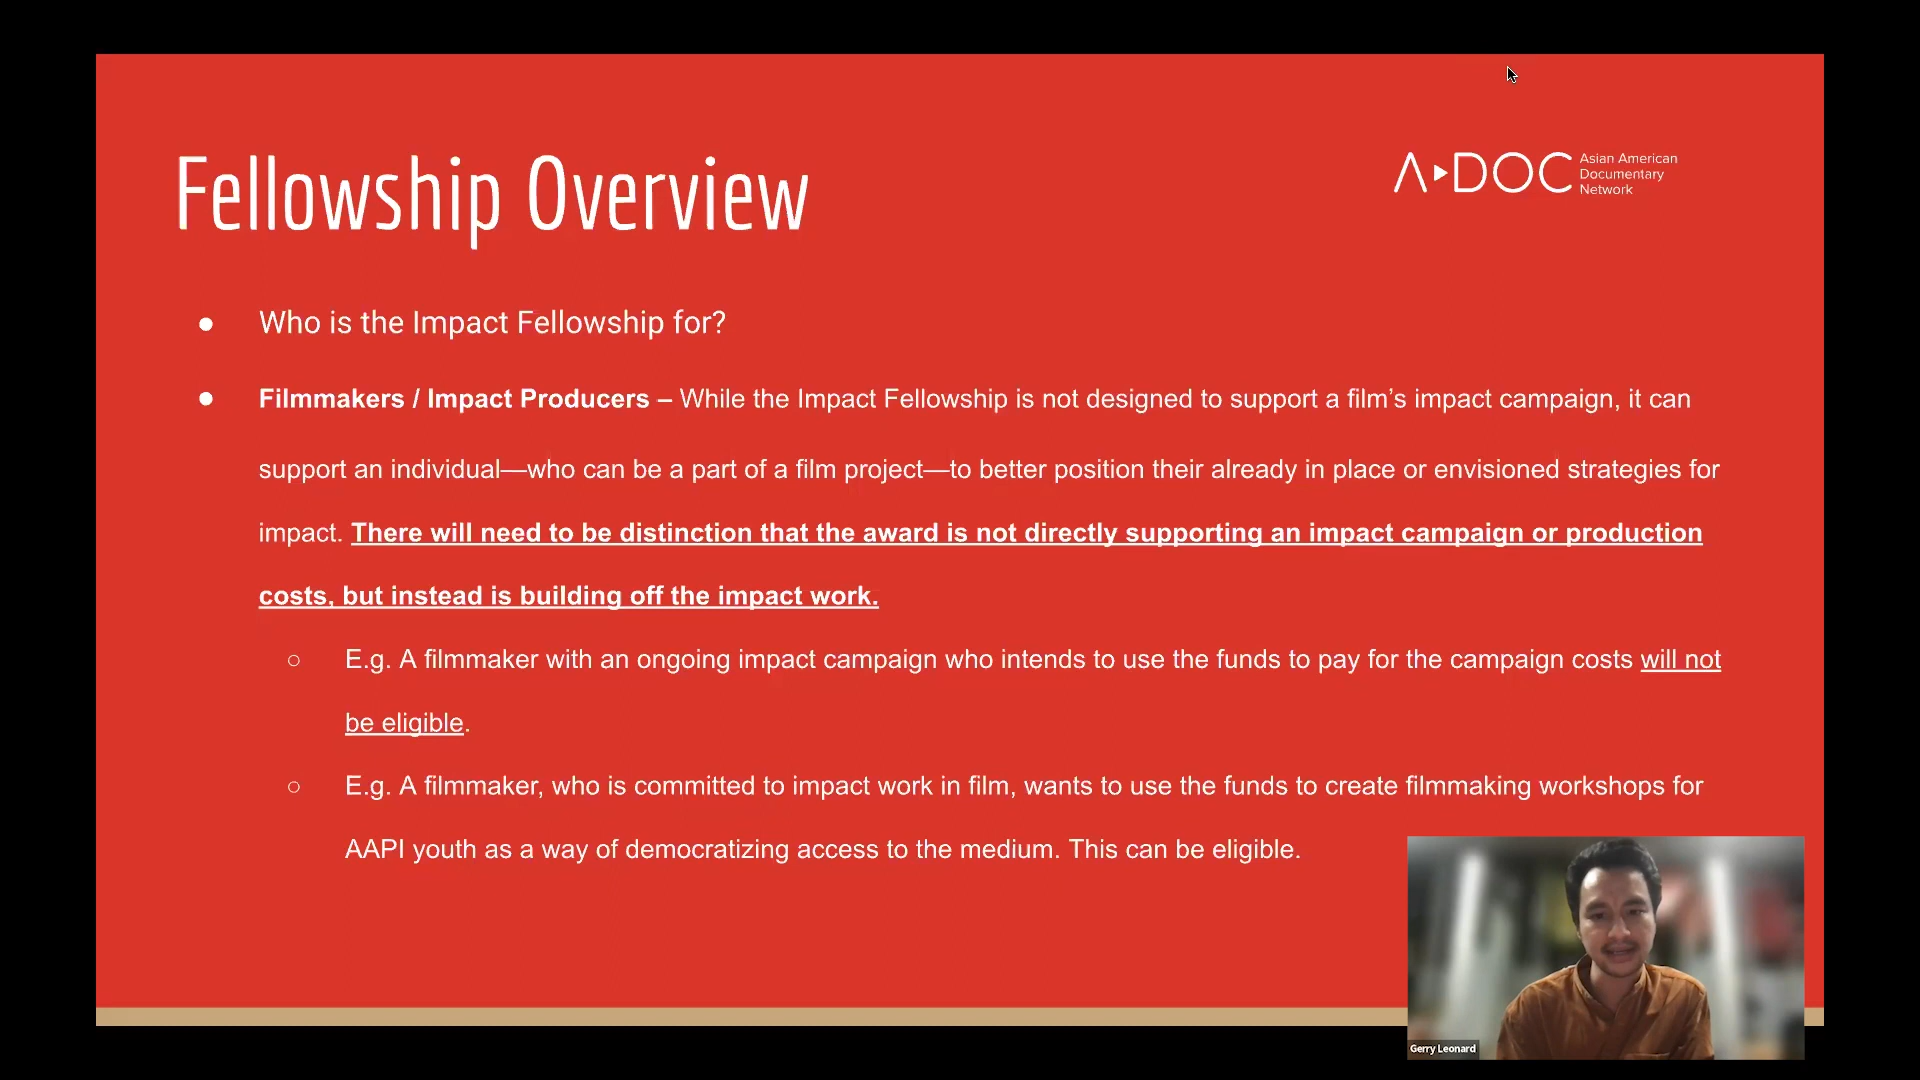 Fellowship Overview
A▸DOC
Asian American
Documentary
Network
● Who is the Impact Fellowship for?
● Filmmakers / Impact Producers – While the Impact Fellowship is not designed to support a film’s impact campaign, it can
support an individual—who can be a part of a film project—to better position their already in place or envisioned strategies for
impact. There will need to be distinction that the award is not directly supporting an impact campaign or production
costs, but instead is building off the impact work.
○ E.g. A filmmaker with an ongoing impact campaign who intends to use the funds to pay for the campaign costs will not
be eligible.
○ E.g. A filmmaker, who is committed to impact work in film, wants to use the funds to create filmmaking workshops for
AAPI youth as a way of democratizing access to the medium. This can be eligible.
Gerry Leonard